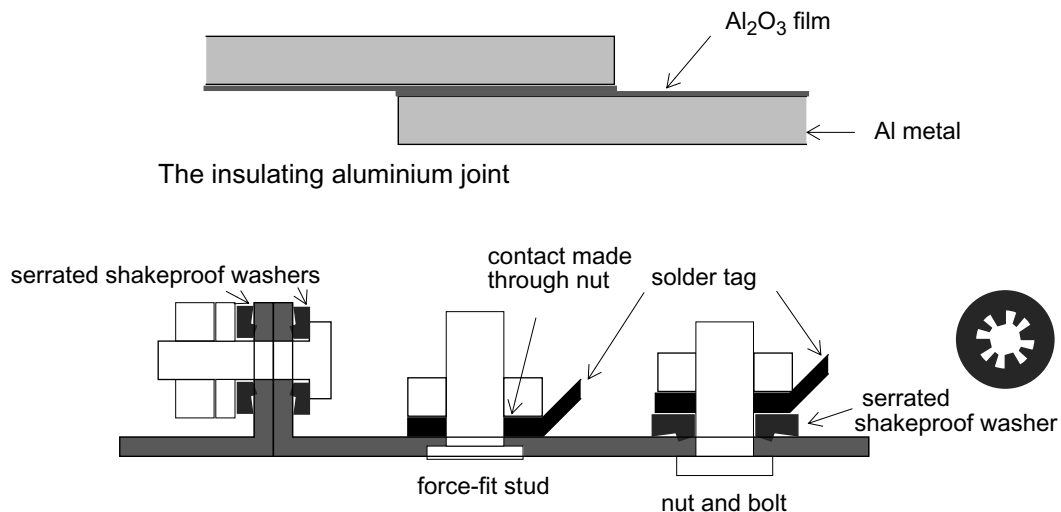 Al₂O₃ film
Al metal
The insulating aluminium joint
serrated shakeproof washers
contact made
through nut
solder tag
serrated
shakeproof washer
force-fit stud
nut and bolt